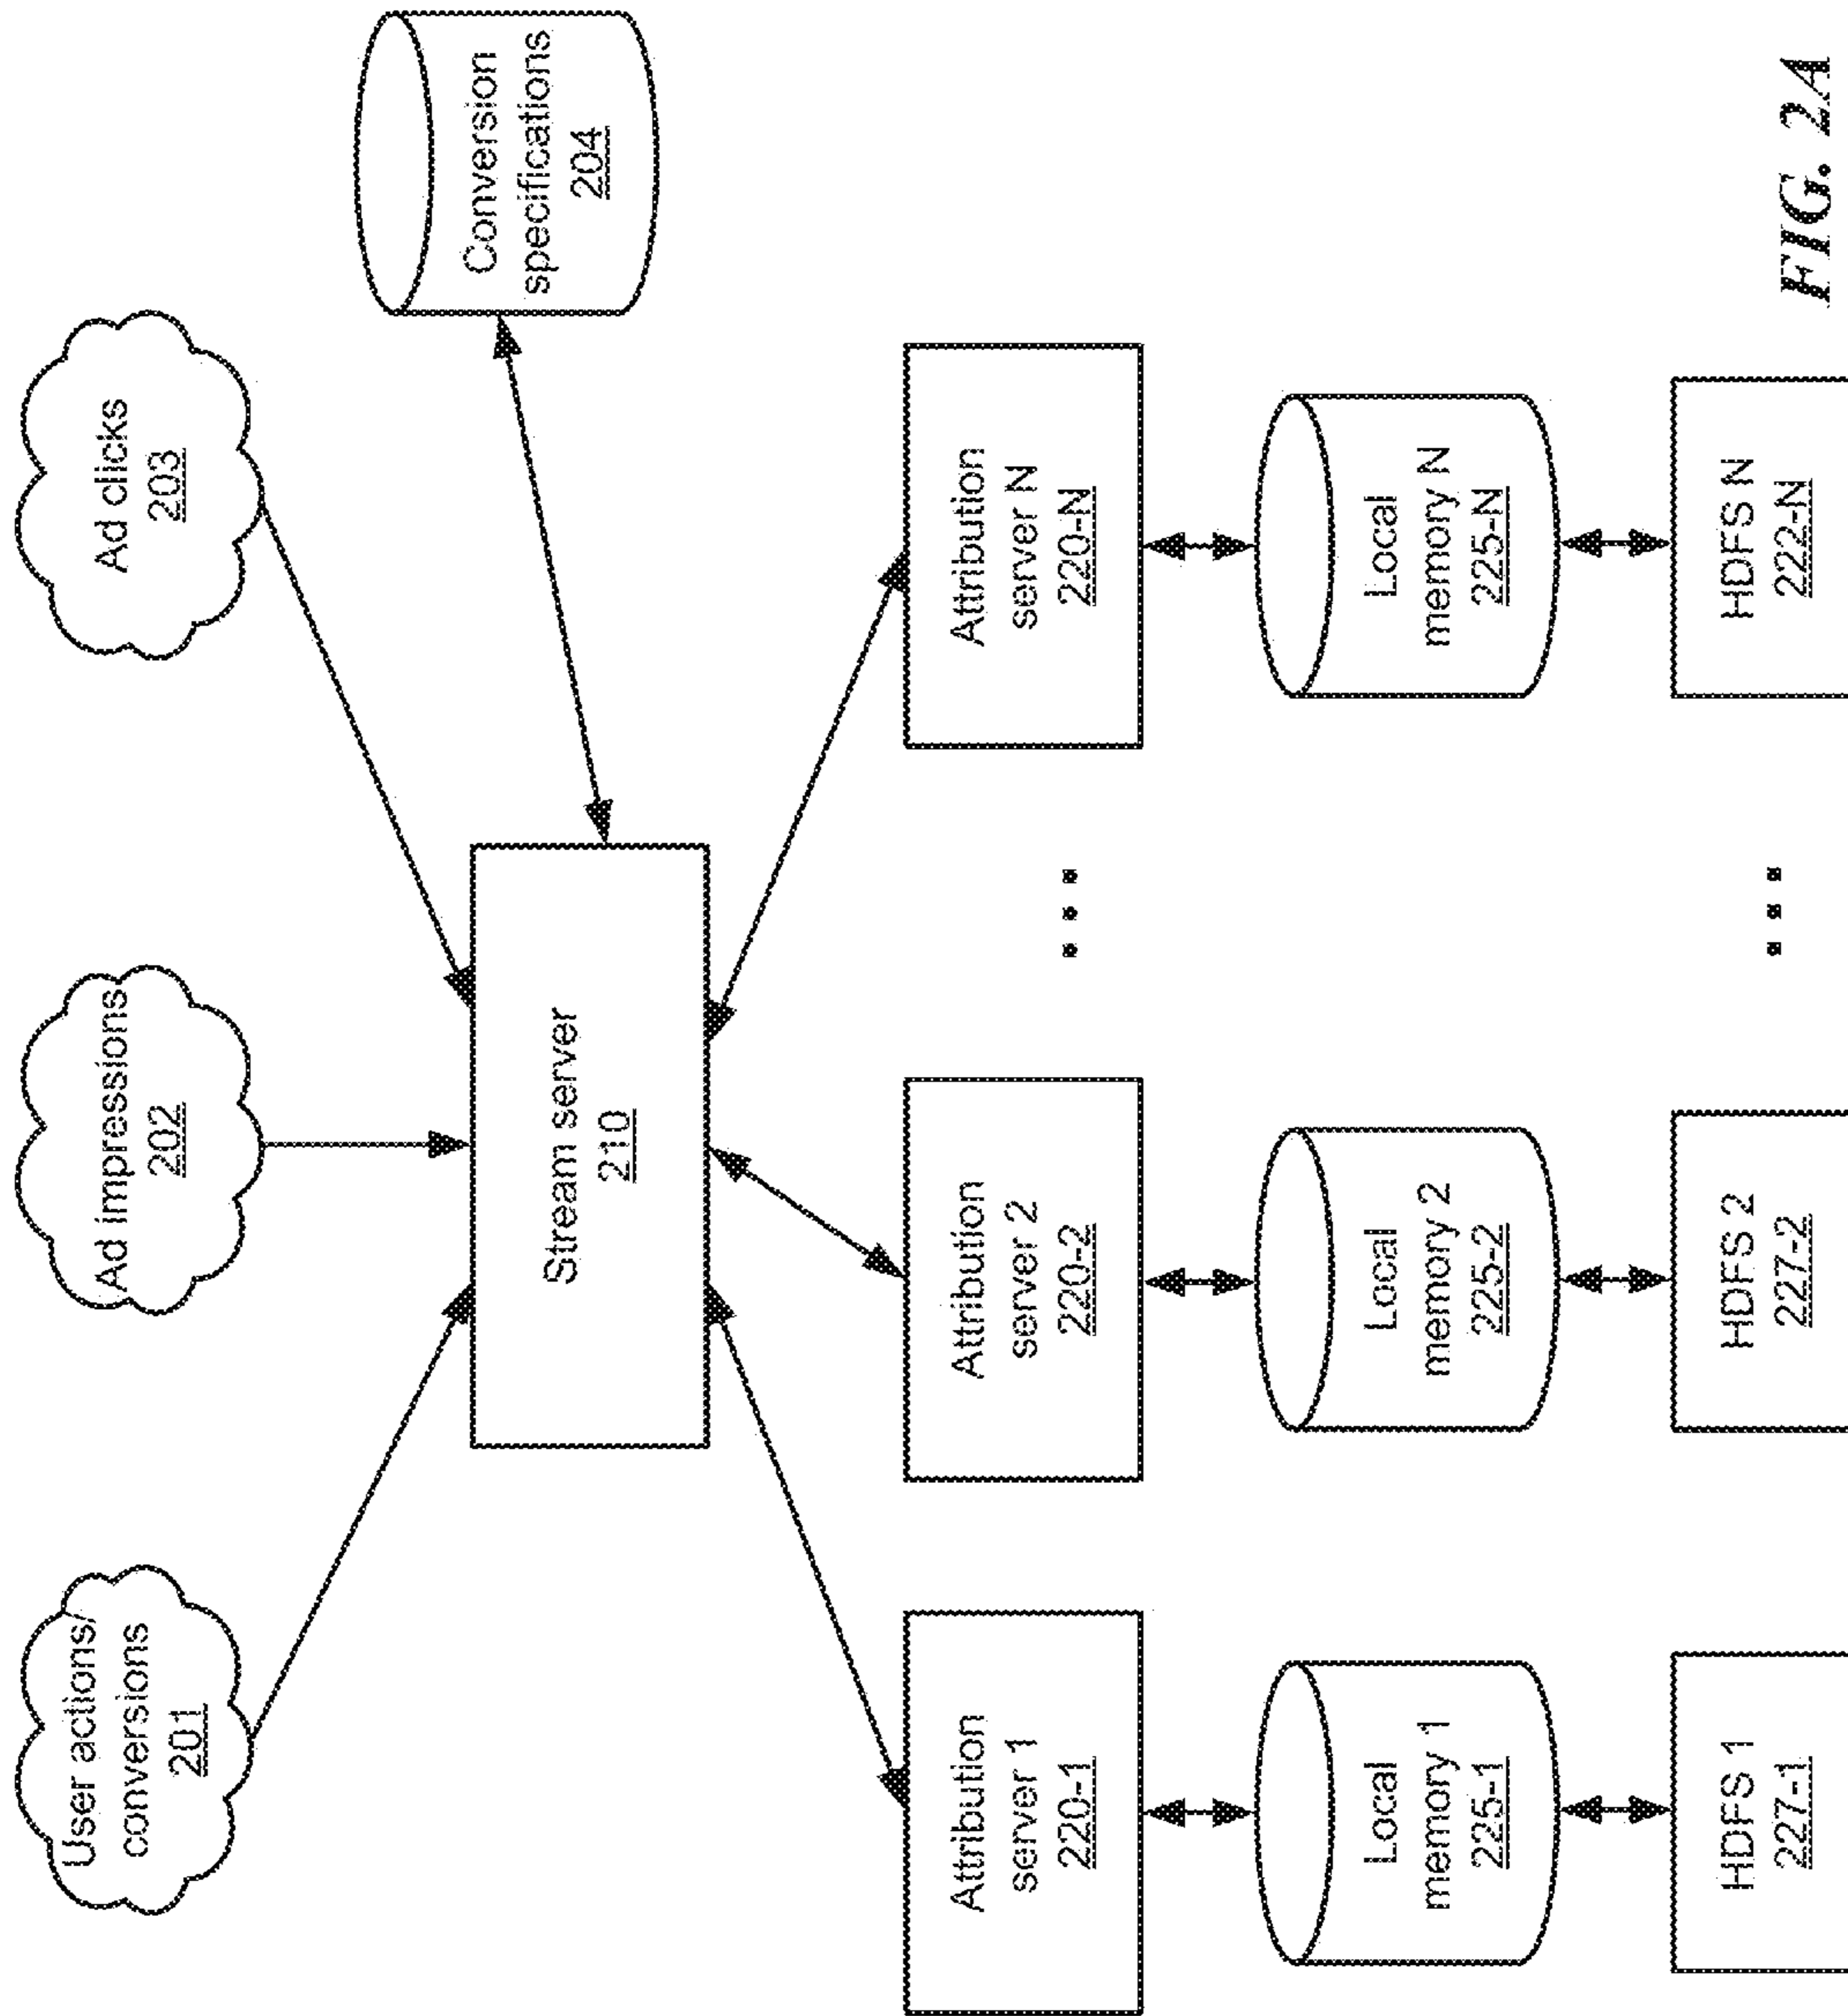 User actions/
conversions
201
Ad impressions
202
Ad clicks
203
Conversion
specifications
204
Stream server
210
Attribution
server 1
220-1
Attribution
server 2
220-2
Attribution
server N
220-N
. . .
Local
memory 1
225-1
Local
memory 2
225-2
Local
memory N
225-N
HDFS 1
227-1
HDFS 2
227-2
. . .
HDFS N
222-N
FIG. 2A